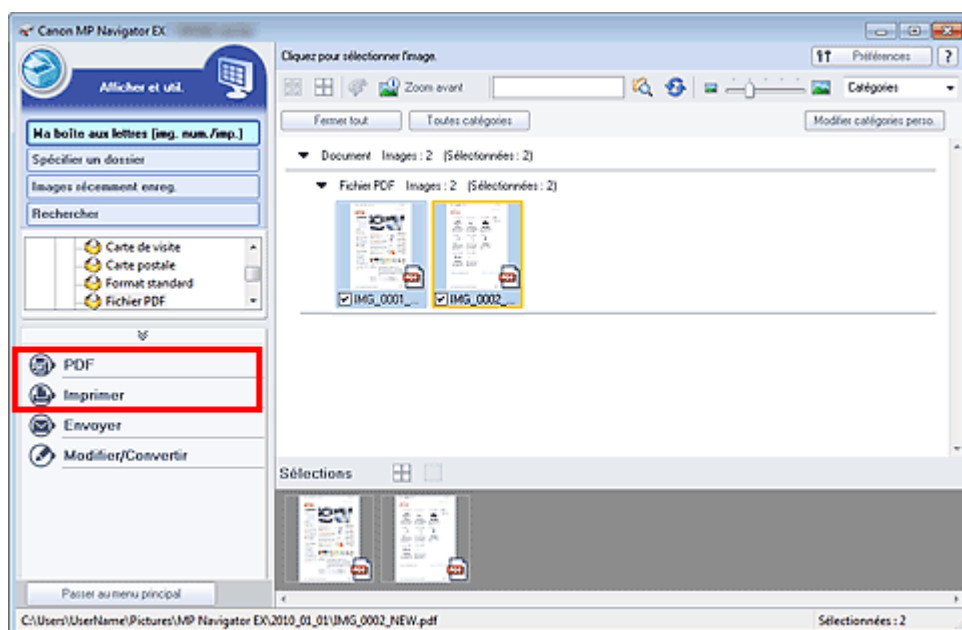 Canon MP Navigator EX
Afficher et util.
Cliquez pour sélectionner l'image.
Préférences
?
Zoom avant
Catégories
Fermer tout
Toutes catégories
Modifier catégories perso.
Ma boîte aux lettres (img. num./imp.)
Spécifier un dossier
Images récemment enreg.
Rechercher
Carte de visite
Carte postale
Format standard
Fichier PDF
PDF
Imprimer
Envoyer
Modifier/Convertir
Passer au menu principal
Document Images : 2 (Sélectionnées : 2)
Fichier PDF Images : 2 (Sélectionnées : 2)
IMG_0001_...
IMG_0002_...
Sélections
C:\Users\UserName\Pictures\MP Navigator EX\2010_01_01\IMG_0002_NEW.pdf
Sélectionnées : 2